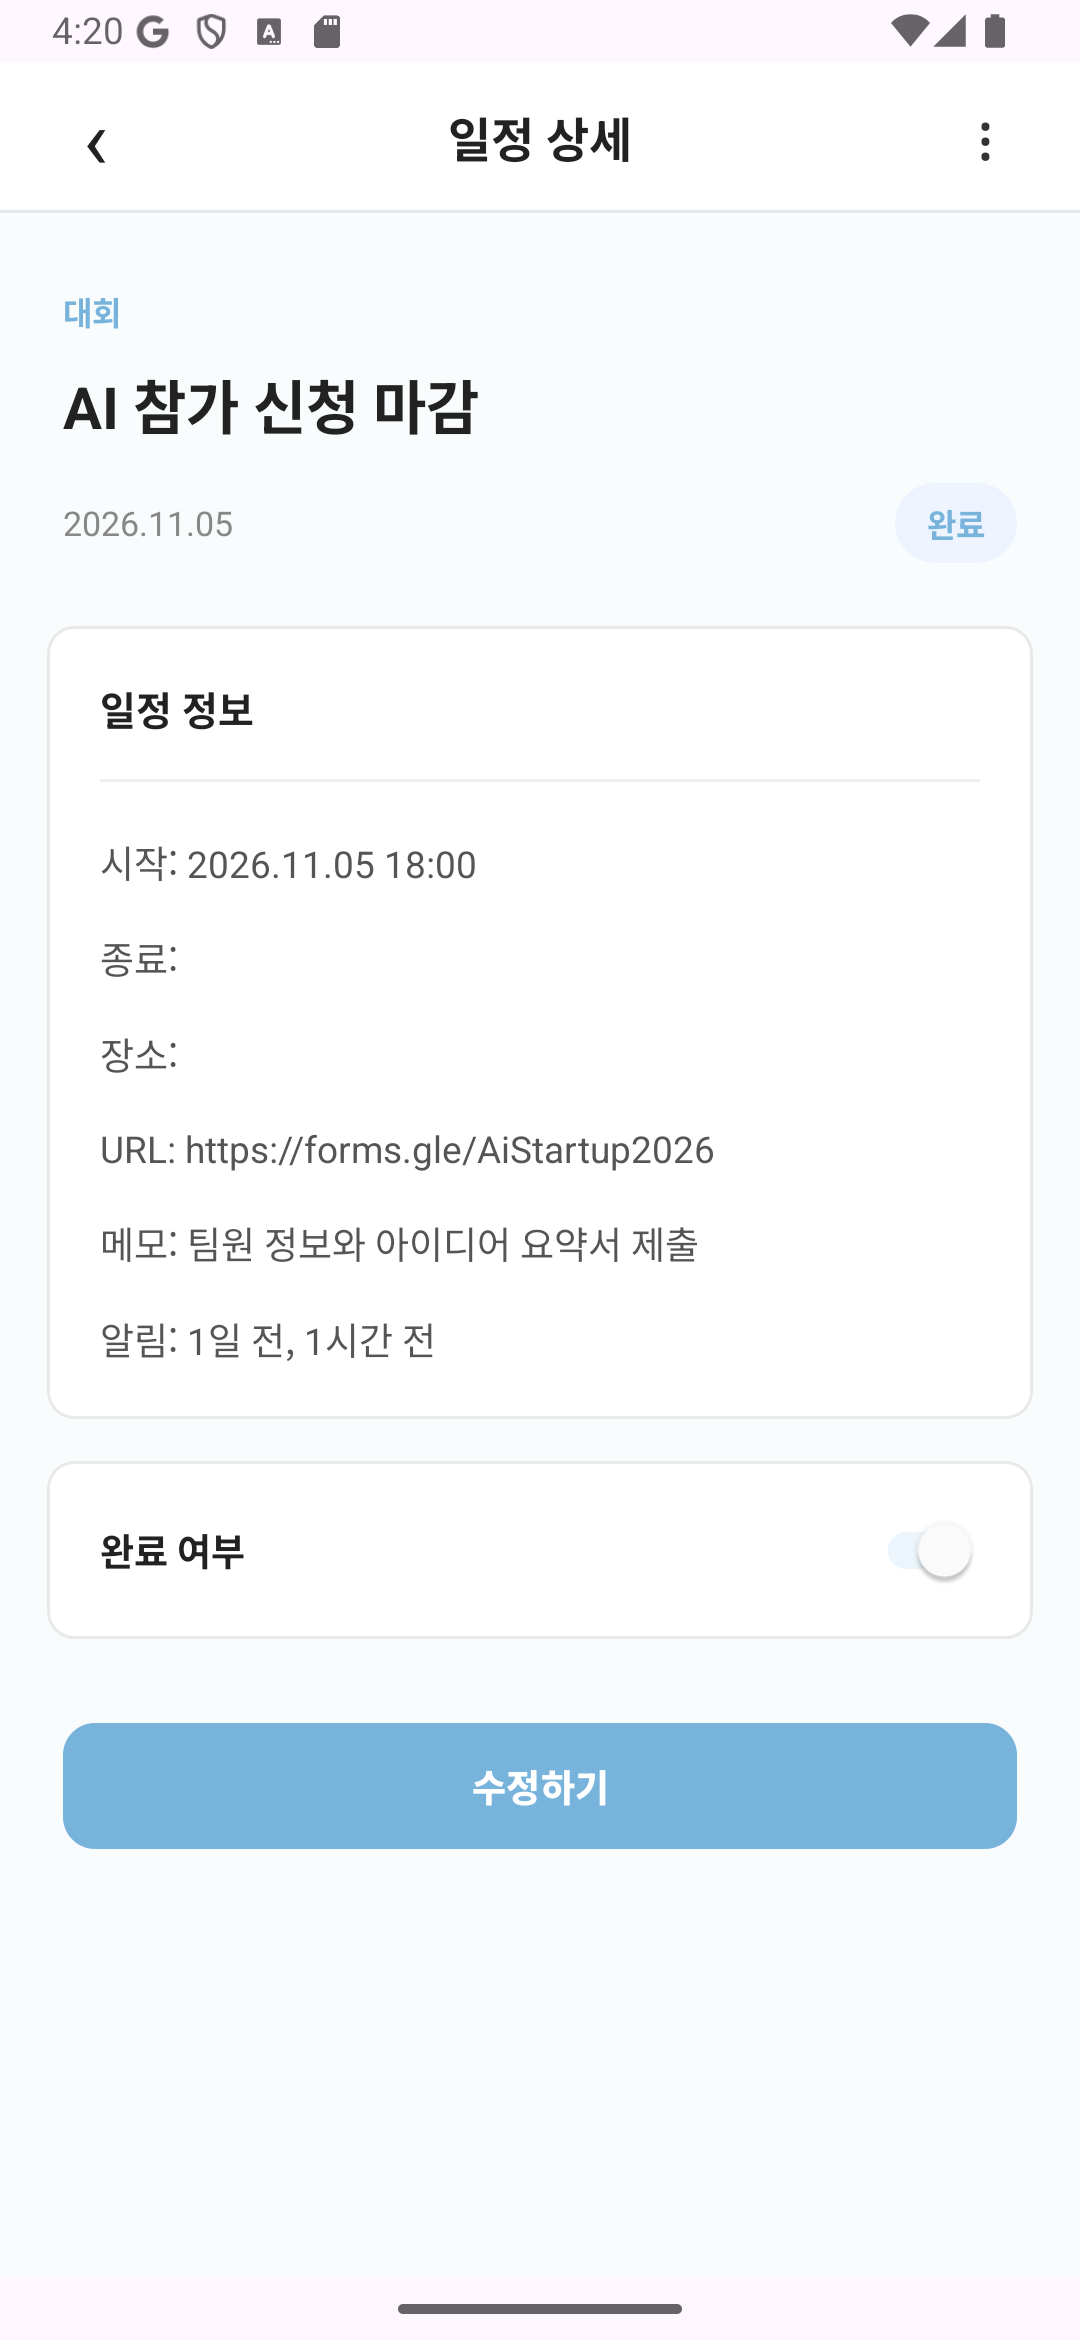 4:20
일정 상세
대회
AI 참가 신청 마감
2026.11.05
완료
일정 정보
시작: 2026.11.05 18:00
종료:
장소:
URL: https://forms.gle/AiStartup2026
메모: 팀원 정보와 아이디어 요약서 제출
알림: 1일 전, 1시간 전
완료 여부
수정하기